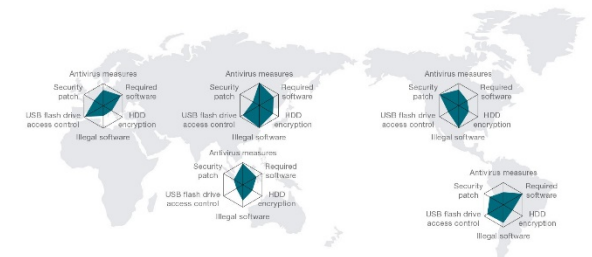 Antivirus measures
Security
patch
Required
software
USB flash drive
access control
HDD
encryption
Illegal software
Antivirus measures
Security
patch
Required
software
USB flash drive
access control
HDD
encryption
Illegal software
Antivirus measures
Security
patch
Required
software
USB flash drive
access control
HDD
encryption
Illegal software
Antivirus measures
Security
patch
Required
software
USB flash drive
access control
HDD
encryption
Illegal software
Antivirus measures
Security
patch
Required
software
USB flash drive
access control
HDD
encryption
Illegal software